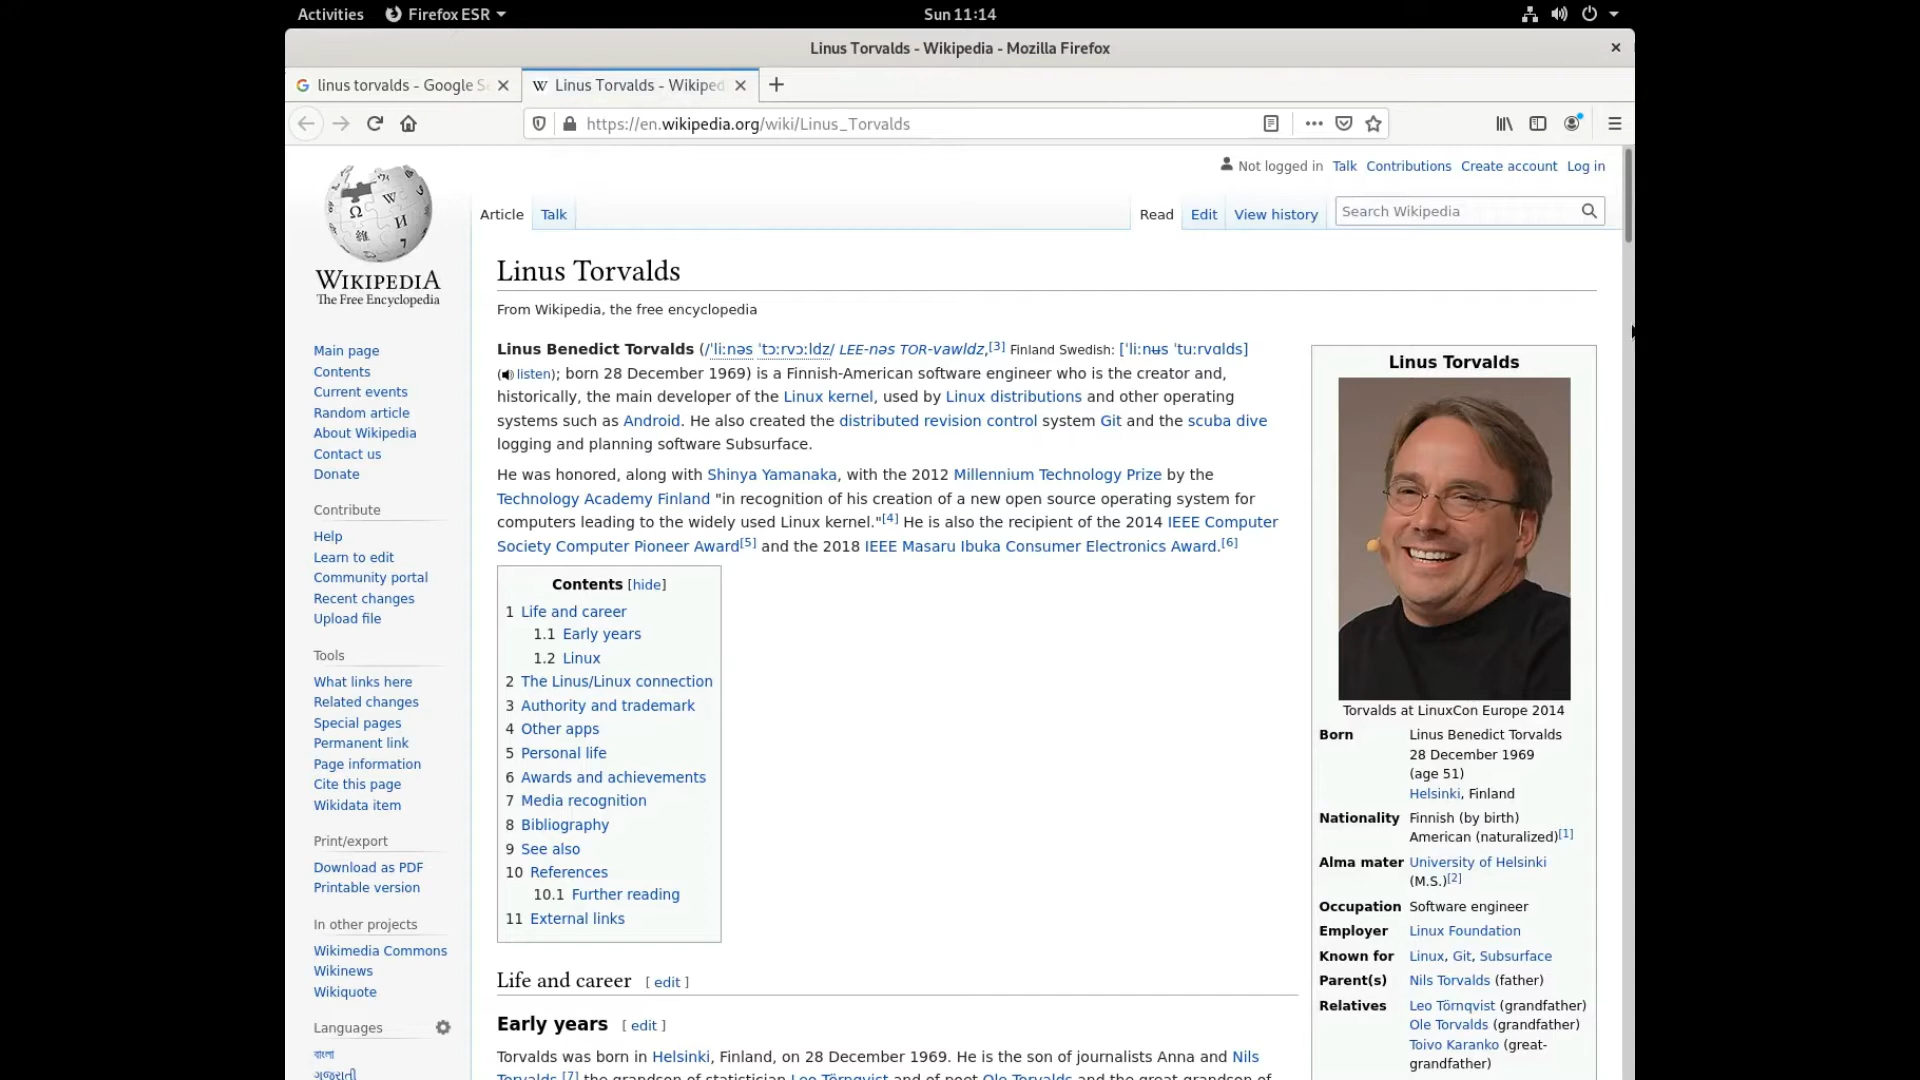 Activities Firefox ESR Sun 11:14
Linus Torvalds - Wikipedia - Mozilla Firefox
linus torvalds - Google S Linus Torvalds - Wikiped
https://en.wikipedia.org/wiki/Linus_Torvalds
Not logged in Talk Contributions Create account Log in
Article Talk Read Edit View history Search Wikipedia
WIKIPEDIA
The Free Encyclopedia
Main page
Contents
Current events
Random article
About Wikipedia
Contact us
Donate
Contribute
Help
Learn to edit
Community portal
Recent changes
Upload file
Tools
What links here
Related changes
Special pages
Permanent link
Page information
Cite this page
Wikidata item
Print/export
Download as PDF
Printable version
In other projects
Wikimedia Commons
Wikinews
Wikiquote
Languages
বাংলা
ગુજરાતી
Linus Torvalds
From Wikipedia, the free encyclopedia
Linus Benedict Torvalds (/ˈliːnəs ˈtɔːrvɔːldz/ LEE-nəs TOR-vawldz,[3] Finland Swedish: [ˈliːnʉs ˈtuːrvɑlds]
(listen); born 28 December 1969) is a Finnish-American software engineer who is the creator and,
historically, the main developer of the Linux kernel, used by Linux distributions and other operating
systems such as Android. He also created the distributed revision control system Git and the scuba dive
logging and planning software Subsurface.
He was honored, along with Shinya Yamanaka, with the 2012 Millennium Technology Prize by the
Technology Academy Finland "in recognition of his creation of a new open source operating system for
computers leading to the widely used Linux kernel."[4] He is also the recipient of the 2014 IEEE Computer
Society Computer Pioneer Award[5] and the 2018 IEEE Masaru Ibuka Consumer Electronics Award.[6]
Contents [hide]
1 Life and career
1.1 Early years
1.2 Linux
2 The Linus/Linux connection
3 Authority and trademark
4 Other apps
5 Personal life
6 Awards and achievements
7 Media recognition
8 Bibliography
9 See also
10 References
10.1 Further reading
11 External links
Life and career [ edit ]
Early years [ edit ]
Torvalds was born in Helsinki, Finland, on 28 December 1969. He is the son of journalists Anna and Nils
Torvalds,[7] the grandson of statistician Leo Törnqvist and of poet Ole Torvalds and the great-grandson of
Linus Torvalds
Torvalds at LinuxCon Europe 2014
Born Linus Benedict Torvalds
28 December 1969
(age 51)
Helsinki, Finland
Nationality Finnish (by birth)
American (naturalized)[1]
Alma mater University of Helsinki
(M.S.)[2]
Occupation Software engineer
Employer Linux Foundation
Known for Linux, Git, Subsurface
Parent(s) Nils Torvalds (father)
Relatives Leo Törnqvist (grandfather)
Ole Torvalds (grandfather)
Toivo Karanko (great-
grandfather)